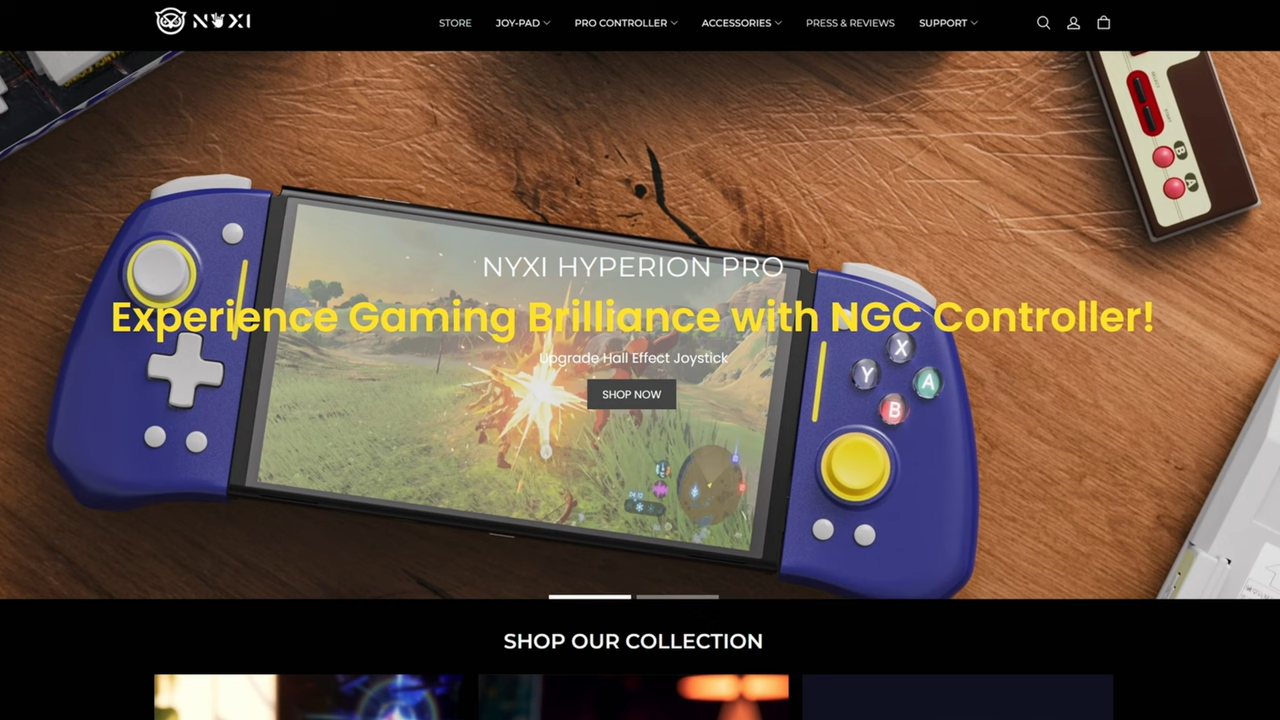 NYXI
STORE
JOY-PAD
PRO CONTROLLER
ACCESSORIES
PRESS & REVIEWS
SUPPORT
B
A
NYXI HYPERION PRO
Experience Gaming Brilliance with NGC Controller!
Upgrade Hall Effect Joystick
SHOP NOW
X
Y
A
B
SHOP OUR COLLECTION